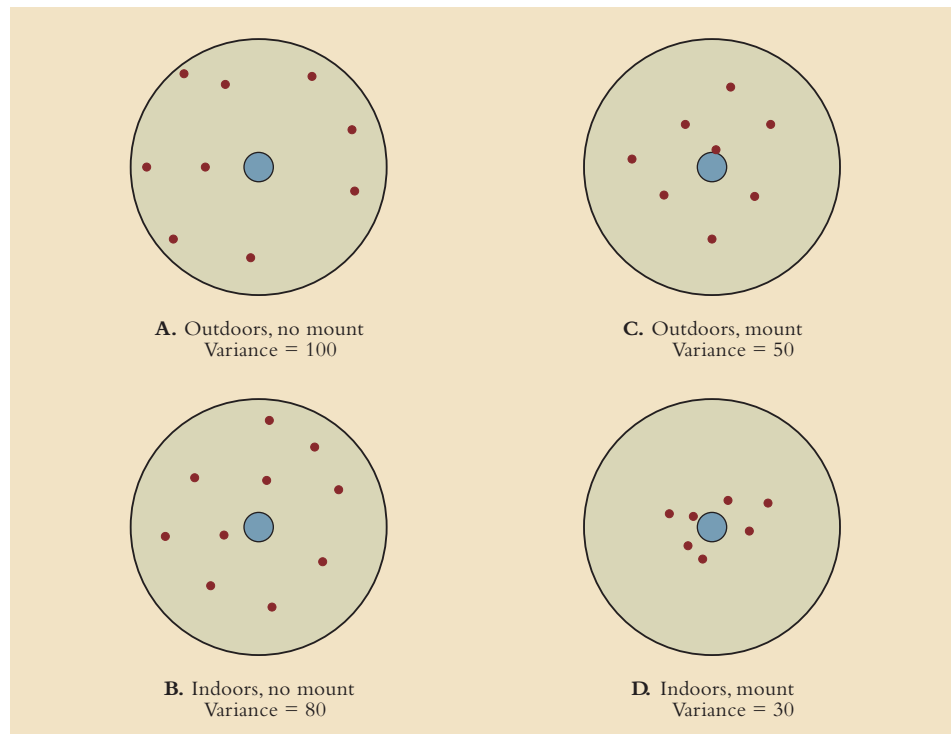 A. Outdoors, no mount
Variance = 100
C. Outdoors, mount
Variance = 50
B. Indoors, no mount
Variance = 80
D. Indoors, mount
Variance = 30